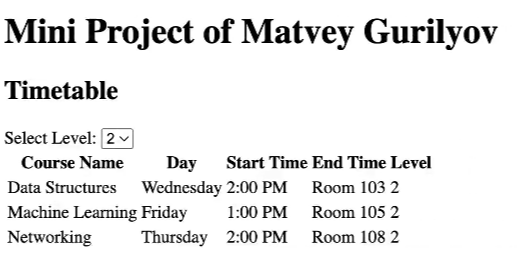 Mini Project of Matvey Gurilyov
Timetable
Select Level: 2
Course Name Day Start Time End Time Level
Data Structures Wednesday 2:00 PM Room 103 2
Machine Learning Friday 1:00 PM Room 105 2
Networking Thursday 2:00 PM Room 108 2